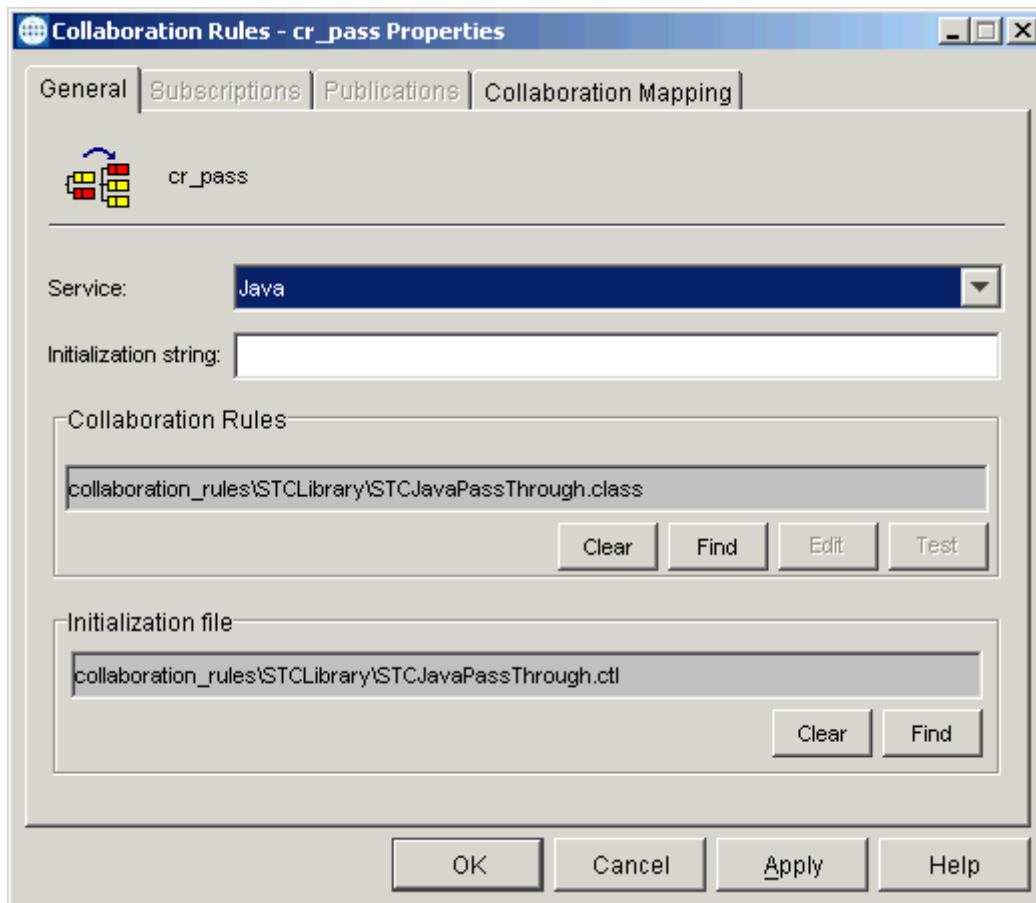 Collaboration Rules - cr_pass Properties
General Subscriptions Publications Collaboration Mapping
cr_pass
Service: Java
Initialization string:
Collaboration Rules
collaboration_rules\STCLibrary\STCJavaPassThrough.class
Clear Find Edit Test
Initialization file
collaboration_rules\STCLibrary\STCJavaPassThrough.ctl
Clear Find
OK Cancel Apply Help